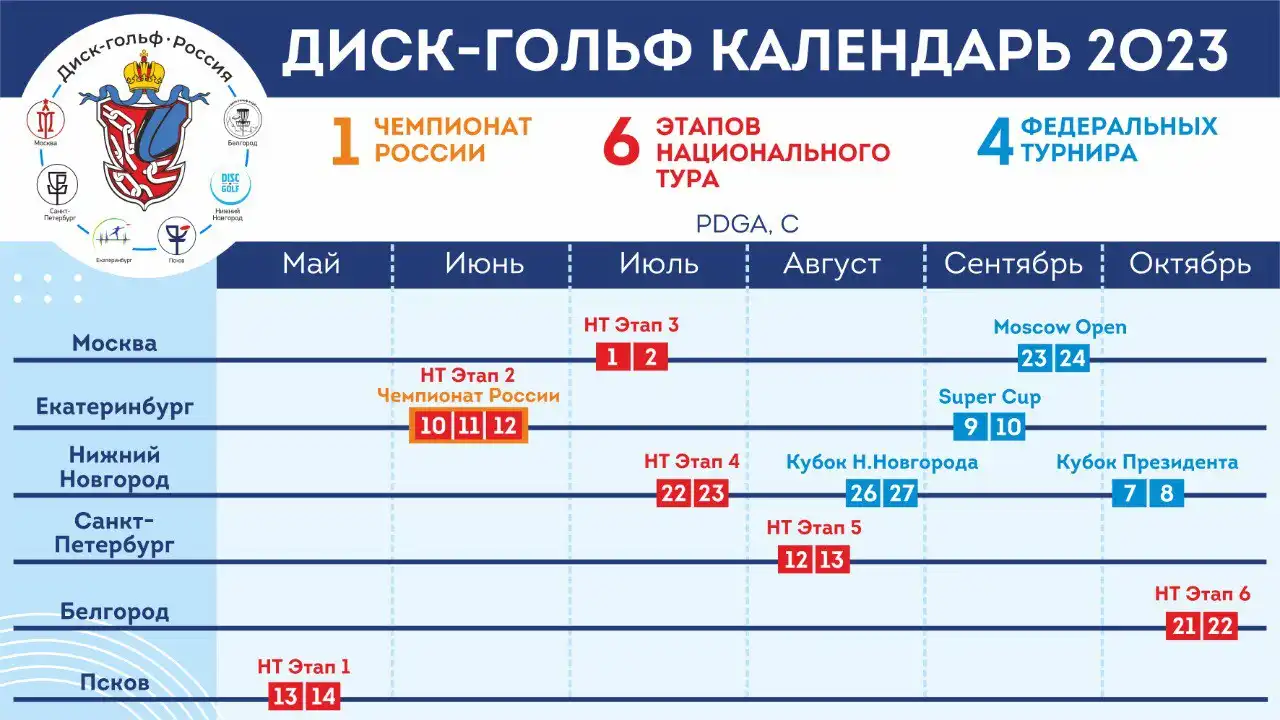 Диск-гольф · Россия
Москва
Белгород
Санкт-
Петербург
DISC
GOLF
Нижний
Новгород
Екатеринбург
Псков
ДИСК-ГОЛЬФ КАЛЕНДАРЬ 2023
1 ЧЕМПИОНАТ
РОССИИ
6 ЭТАПОВ
НАЦИОНАЛЬНОГО
ТУРА
4 ФЕДЕРАЛЬНЫХ
ТУРНИРА
PDGA, C
Май Июнь Июль Август Сентябрь Октябрь
Москва
НТ Этап 3
1 2
Moscow Open
23 24
Екатеринбург
НТ Этап 2
Чемпионат России
10 11 12
Super Cup
9 10
Нижний
Новгород
НТ Этап 4
22 23
Кубок Н.Новгорода
26 27
Кубок Президента
7 8
Санкт-
Петербург
НТ Этап 5
12 13
Белгород
НТ Этап 6
21 22
Псков
НТ Этап 1
13 14